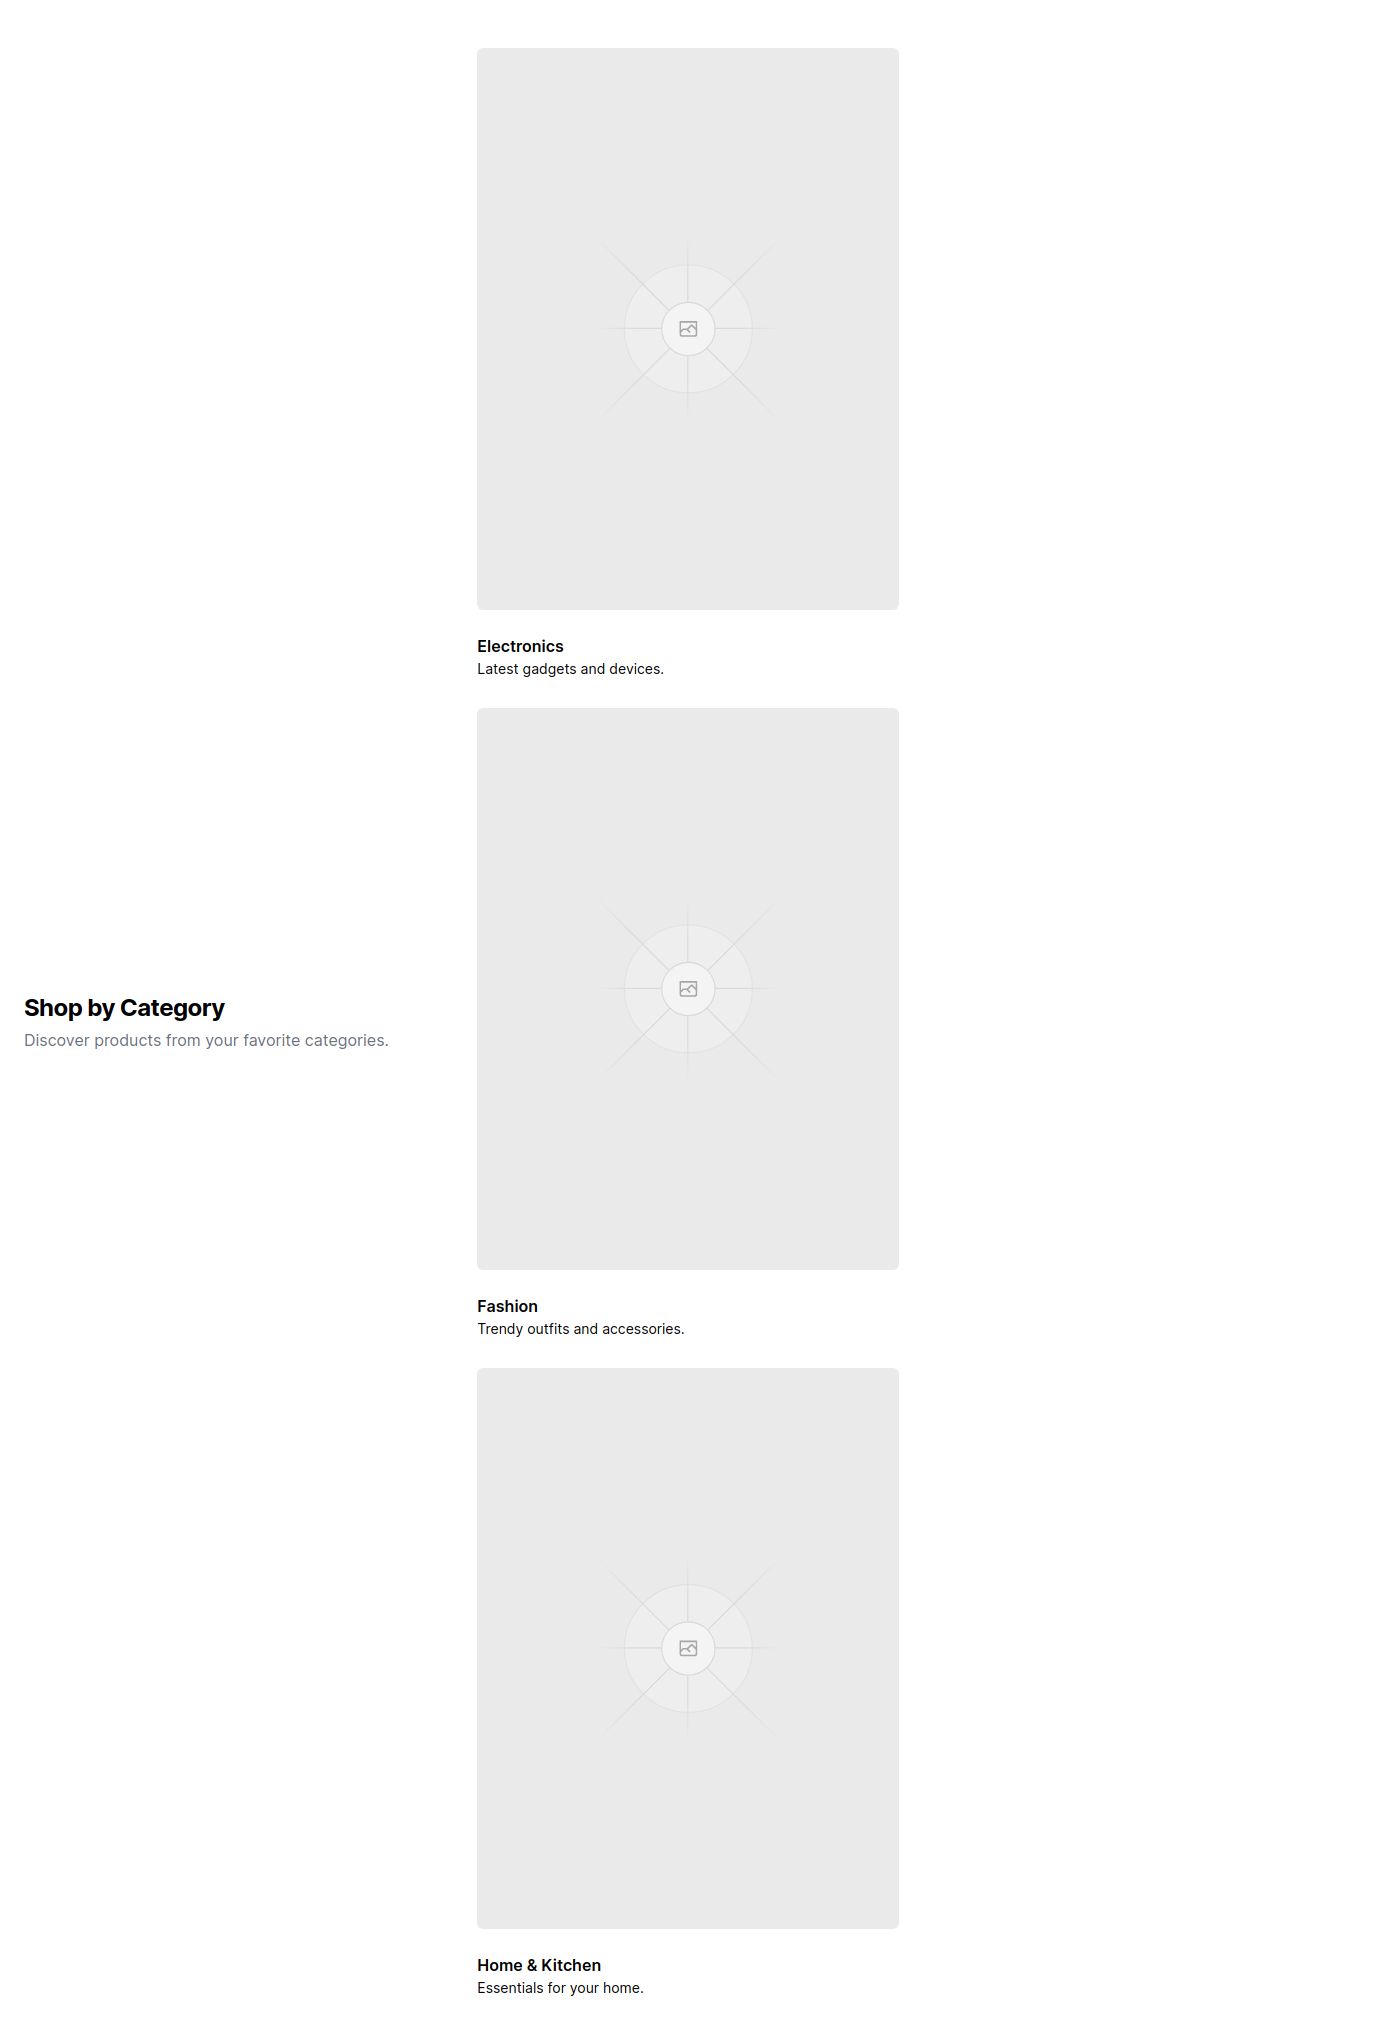 Shop by Category
Discover products from your favorite categories.
Electronics
Latest gadgets and devices.
Fashion
Trendy outfits and accessories.
Home & Kitchen
Essentials for your home.